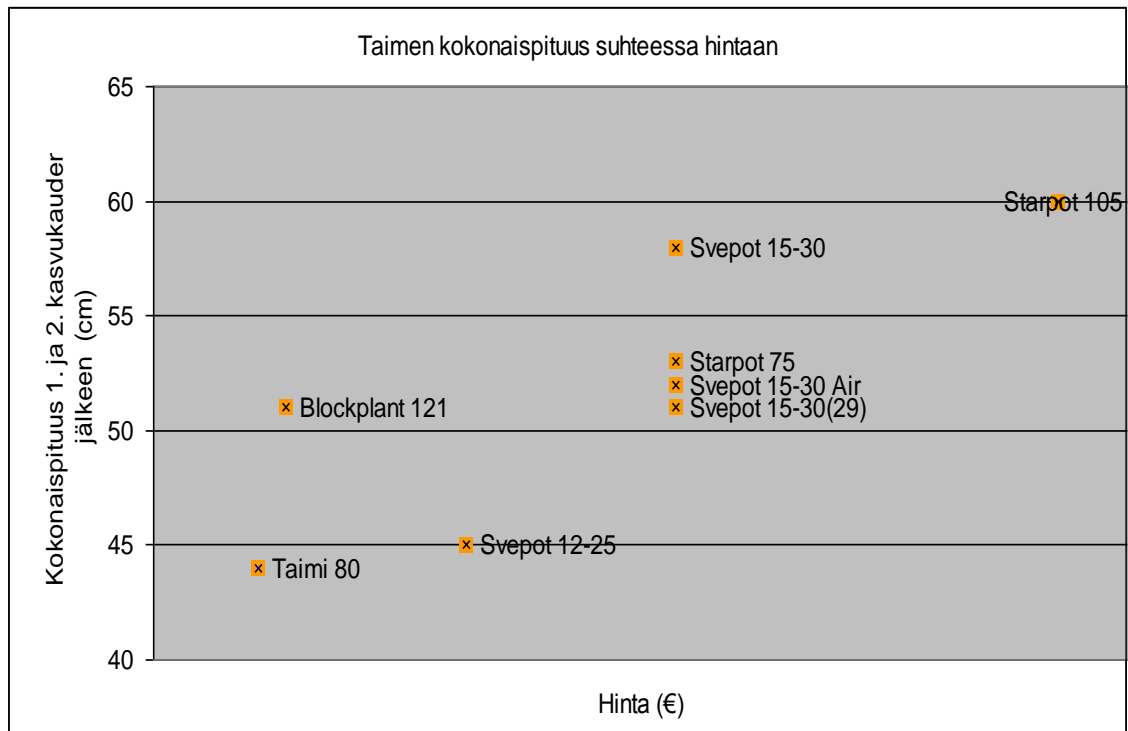 Taimen kokonaispituus suhteessa hintaan
Kokonaispituus 1. ja 2. kasvukauder
jälkeen (cm)
65
60
55
50
45
40
Starpot 105
Svepot 15-30
Starpot 75
Svepot 15-30 Air
Svepot 15-30(29)
Blockplant 121
Svepot 12-25
Taimi 80
Hinta (€)